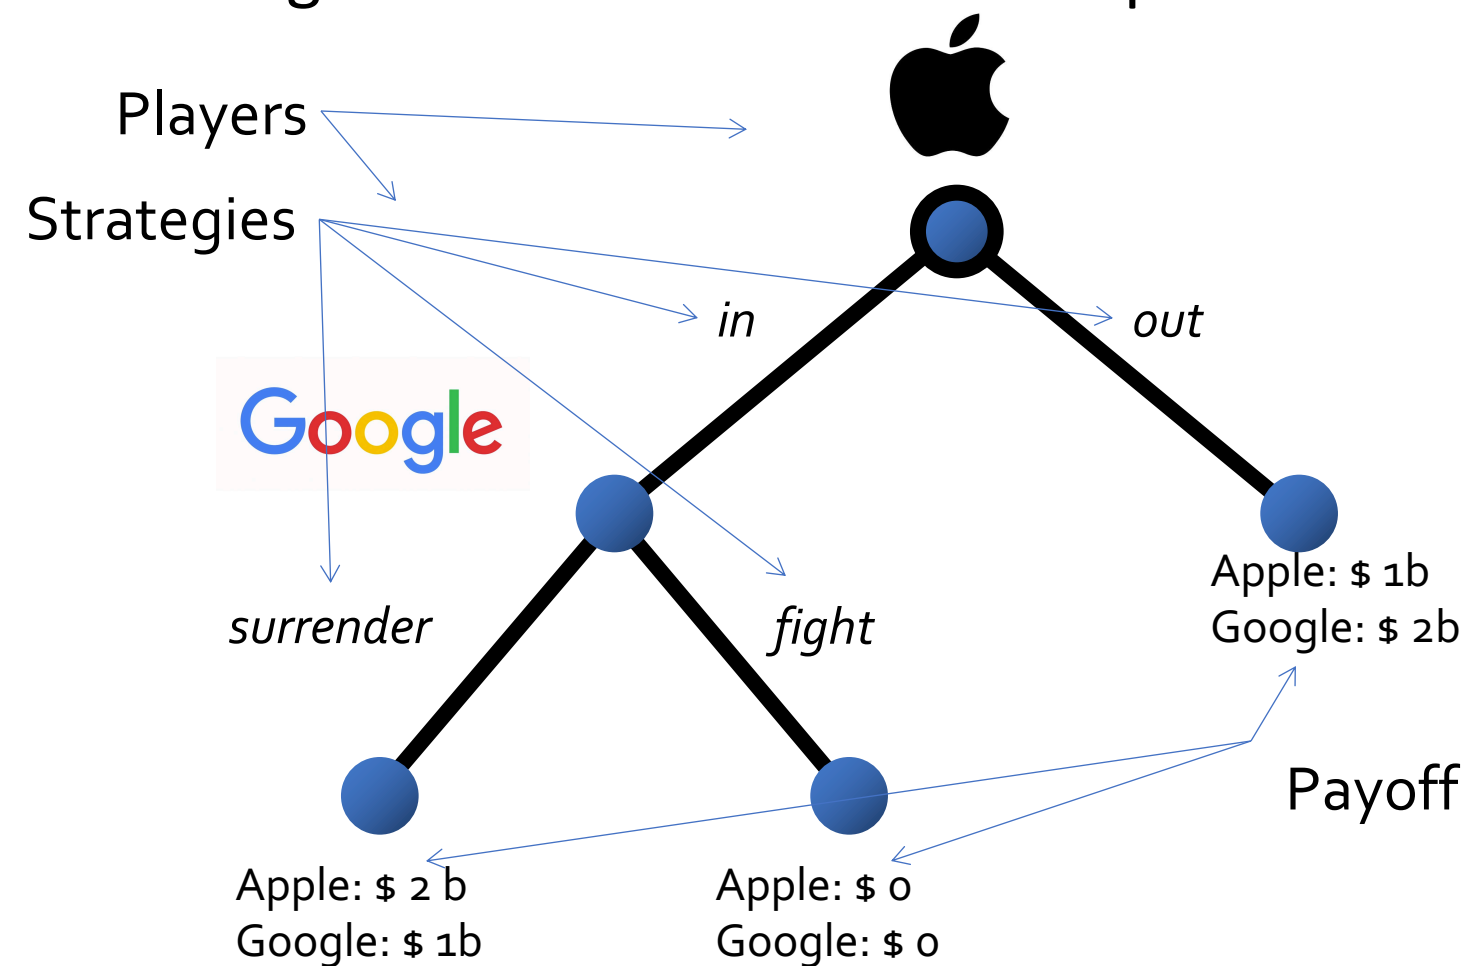 Players
Strategies
in
out
Google
surrender
fight
Apple: $ 1b
Google: $ 2b
Payoff
Apple: $ 2 b
Google: $ 1b
Apple: $ 0
Google: $ 0